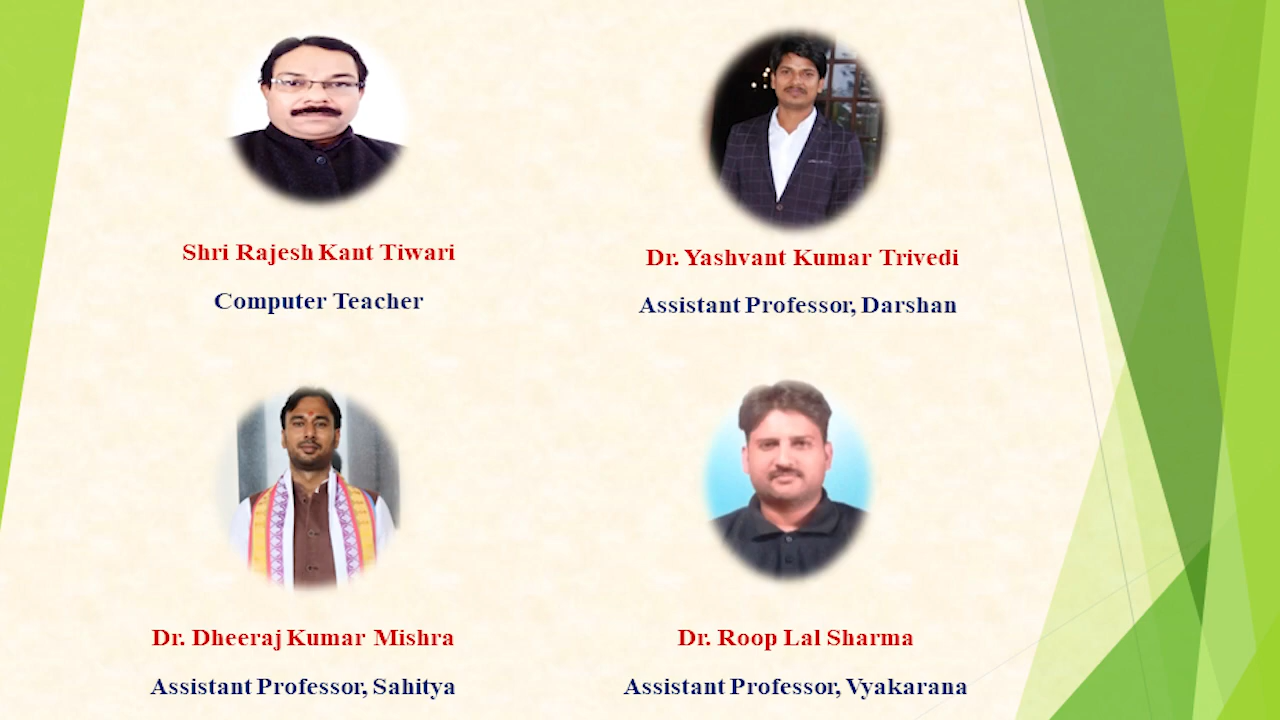 Shri Rajesh Kant Tiwari
Computer Teacher
Dr. Yashvant Kumar Trivedi
Assistant Professor, Darshan
Dr. Dheeraj Kumar Mishra
Assistant Professor, Sahitya
Dr. Roop Lal Sharma
Assistant Professor, Vyakarana